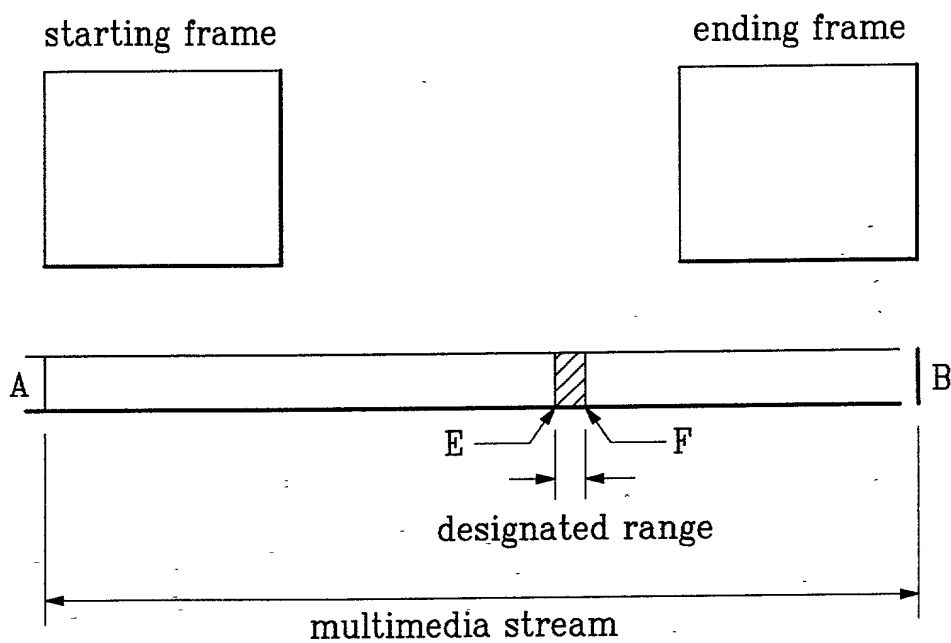 starting frame
ending frame
A
B
E
F
designated range
multimedia stream